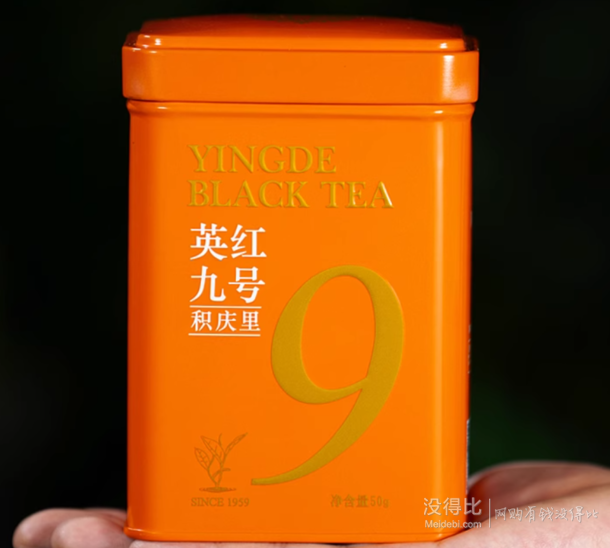 YINGDE
BLACK TEA
英红
九号
积庆里
9
SINCE 1959
净含量50g
没得比
Meidebi.com
网购有钱没得比